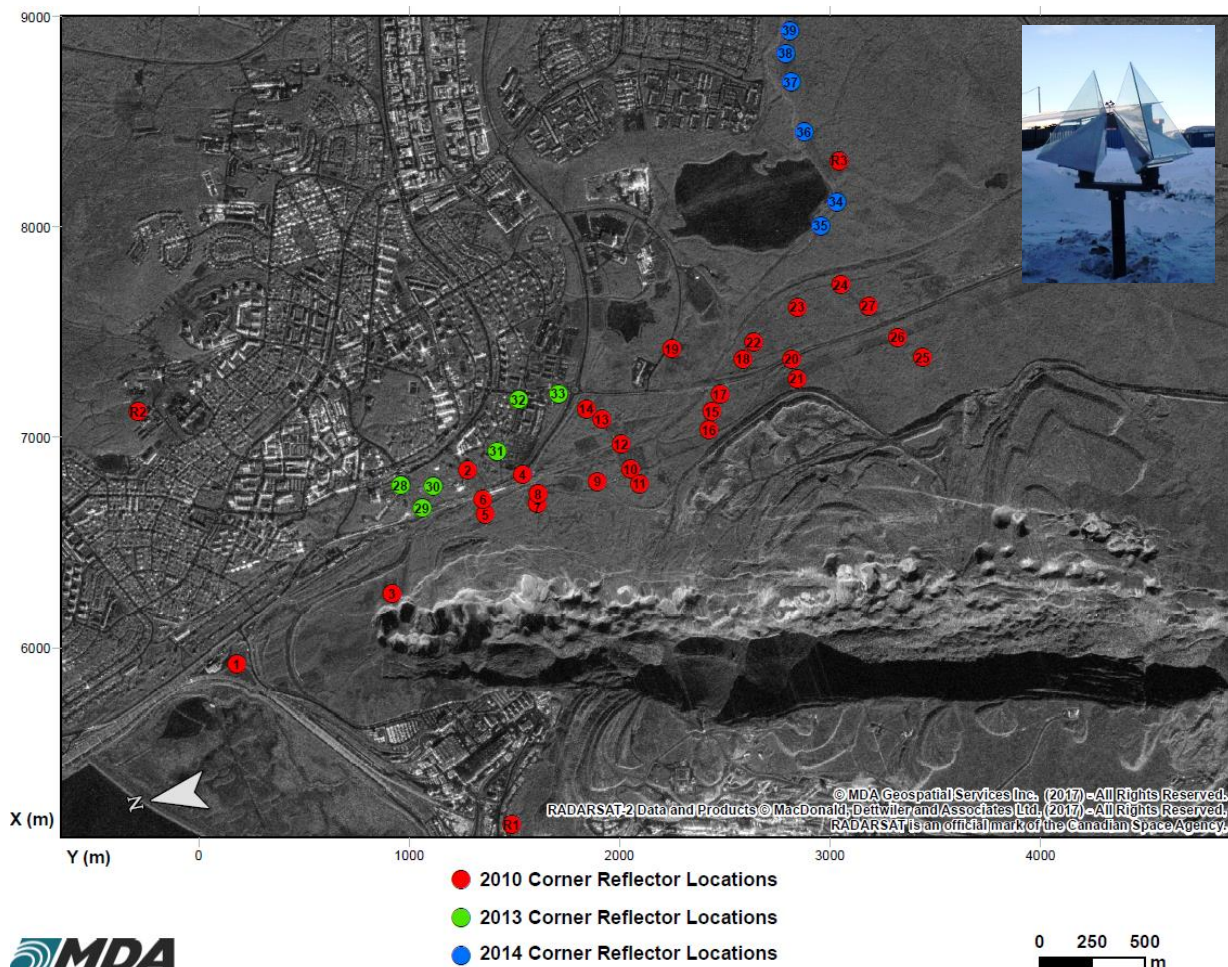 9000
39
38
37
36
R3
34
8000
35
24
23
27
22
26
19
18
20
25
21
33
17
32
14
15
R2
13
7000
16
12
31
2
4
10
28
30
9
11
6
8
29
5
7
3
6000
1
N
© MDA Geospatial Services Inc. (2017) - All Rights Reserved.
RADARSAT-2 Data and Products © MacDonald, Dettwiler and Associates Ltd. (2017) - All Rights Reserved.
RADARSAT is an official mark of the Canadian Space Agency.
X (m)
R1
Y (m) 0 1000 2000 3000 4000
2010 Corner Reflector Locations
2013 Corner Reflector Locations
2014 Corner Reflector Locations
0 250 500
m
MDA